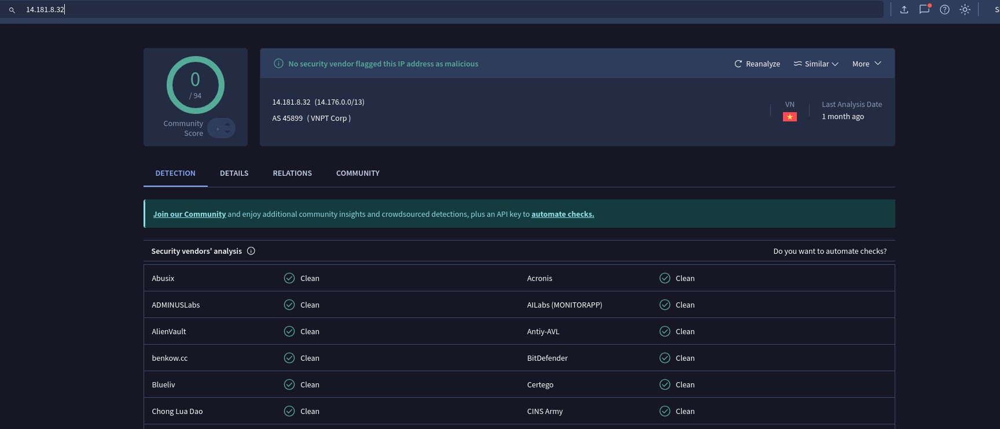 14.181.8.32
S
No security vendor flagged this IP address as malicious
Reanalyze
Similar
More
0
/ 94
Community
Score
14.181.8.32 (14.176.0.0/13)
AS 45899 ( VNPT Corp )
VN
Last Analysis Date
1 month ago
DETECTION
DETAILS
RELATIONS
COMMUNITY
Join our Community and enjoy additional community insights and crowdsourced detections, plus an API key to automate checks.
Security vendors' analysis
Do you want to automate checks?
Abusix Clean Acronis Clean
ADMINUSLabs Clean AILabs (MONITORAPP) Clean
AlienVault Clean Antiy-AVL Clean
benkow.cc Clean BitDefender Clean
Blueliv Clean Certego Clean
Chong Lua Dao Clean CINS Army Clean